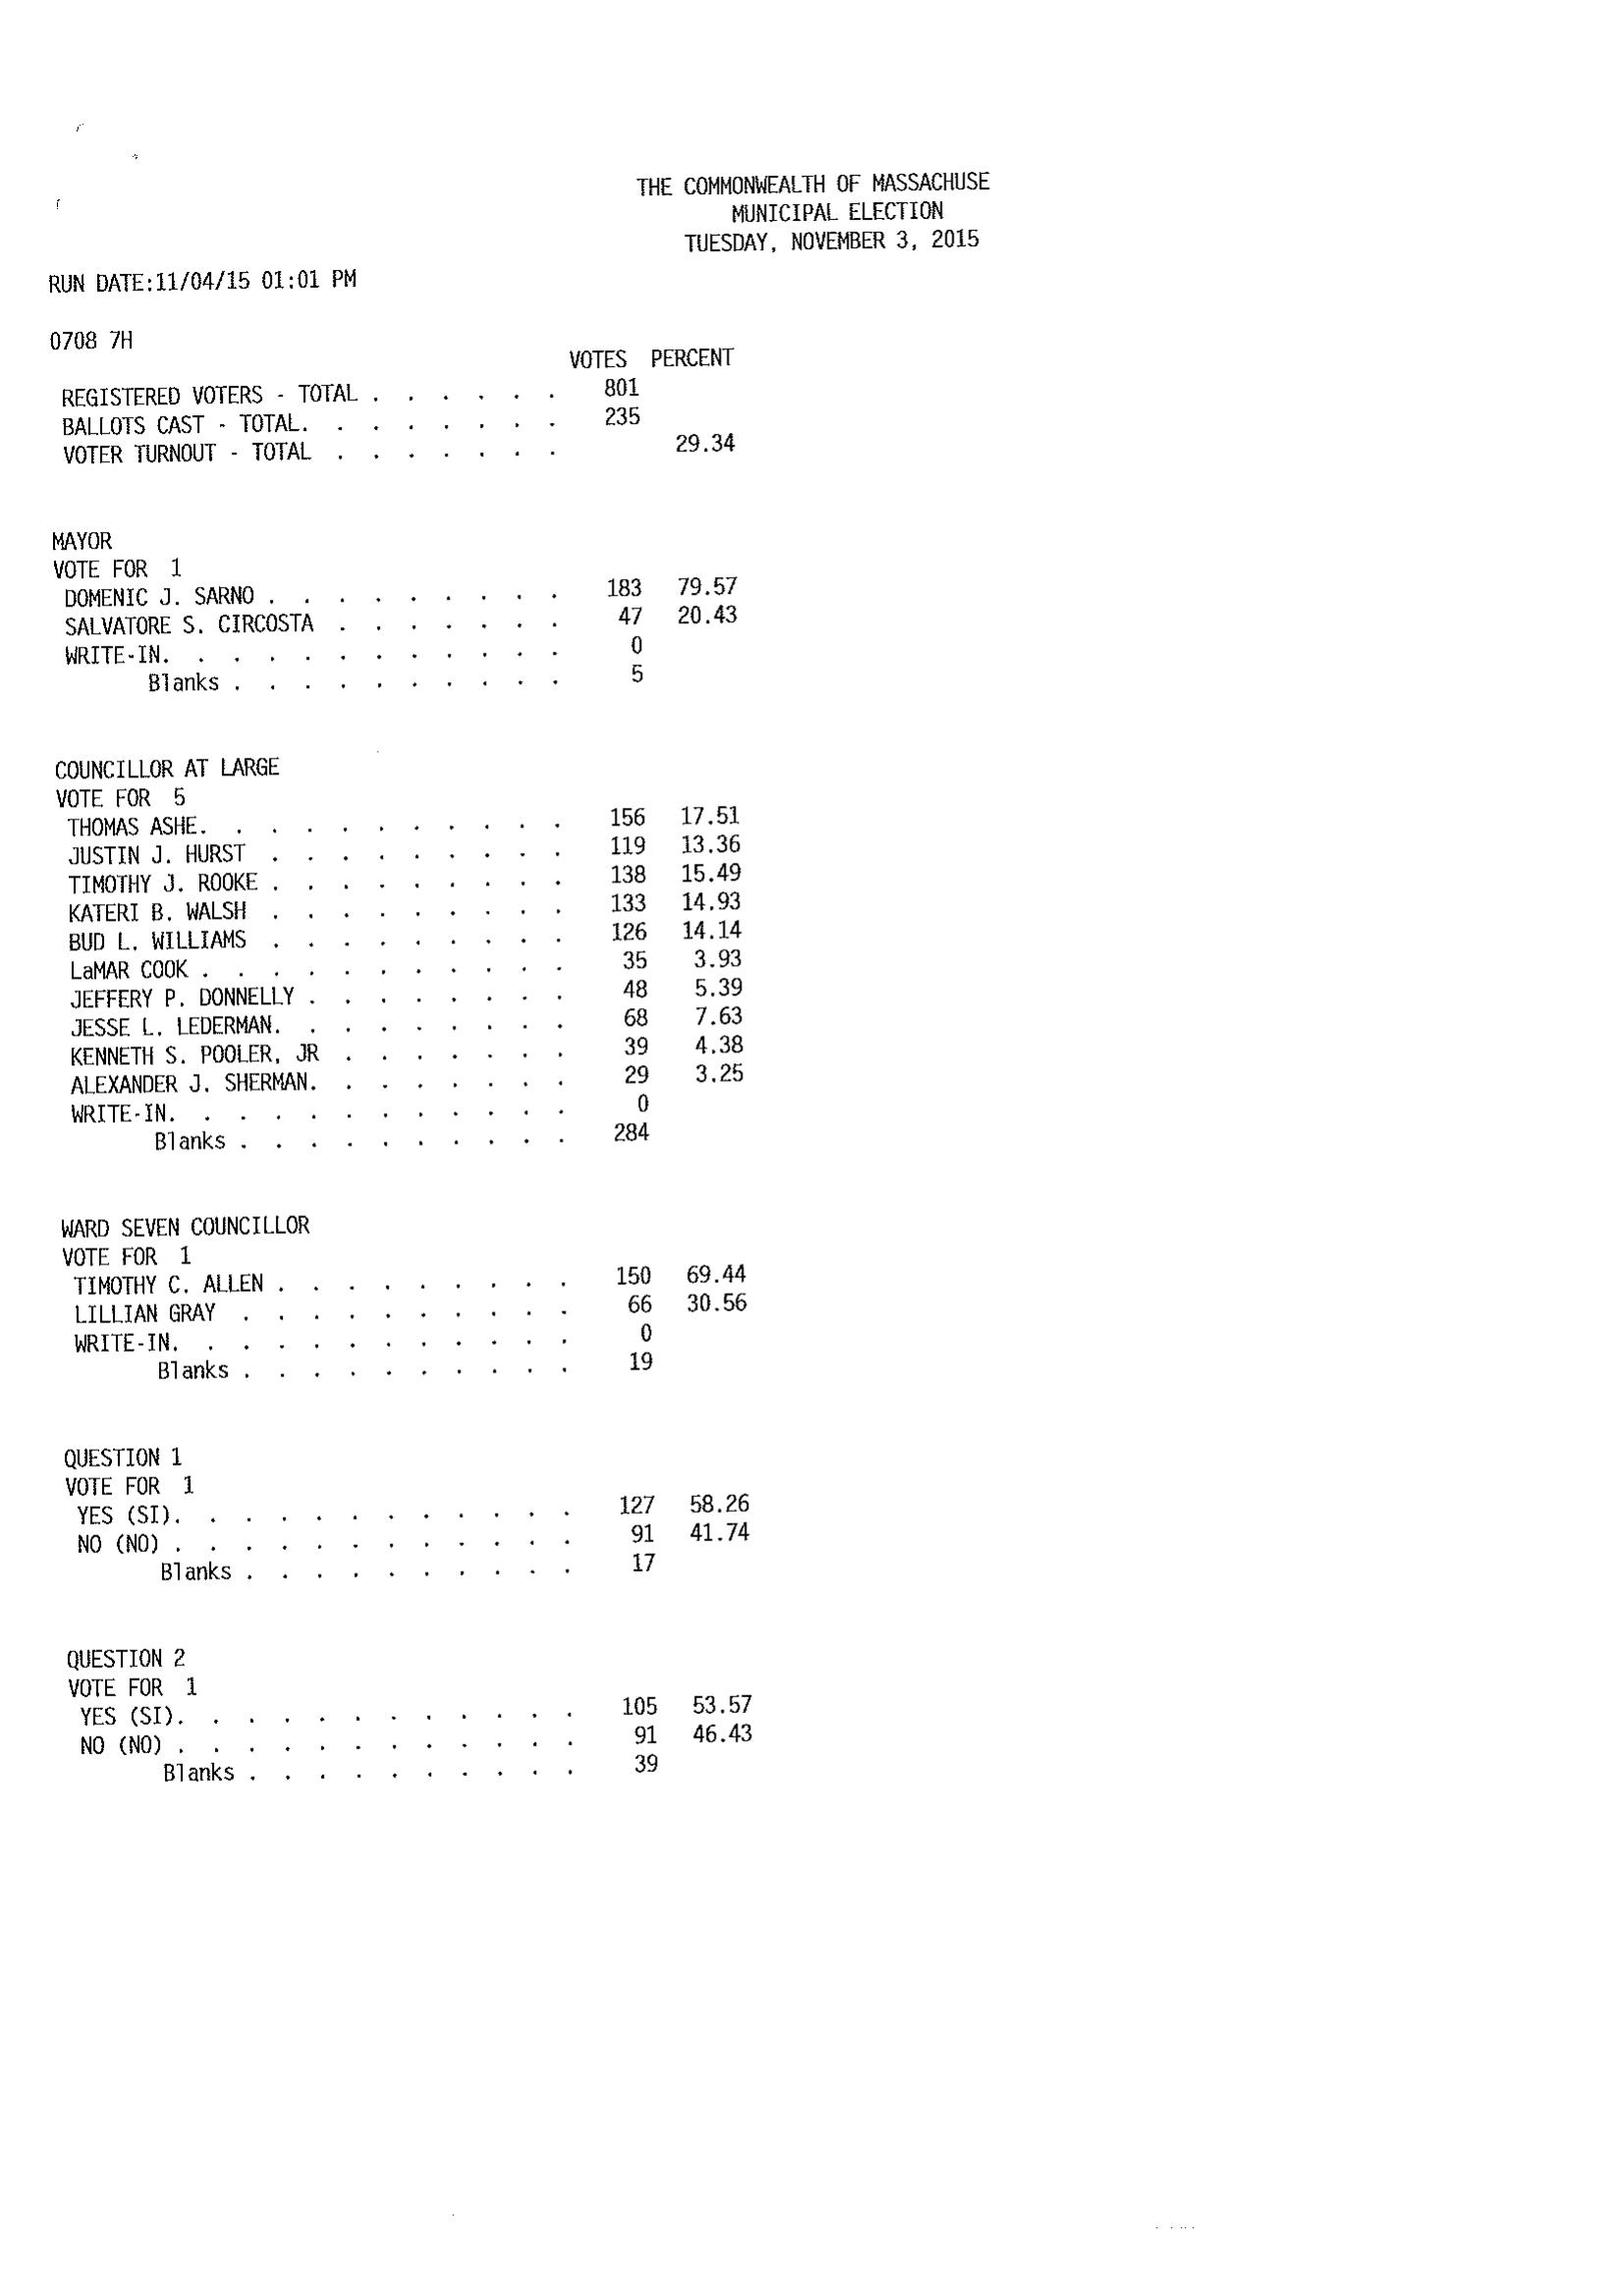 THE COMMONWEALTH OF MASSACHUSE
MUNICIPAL ELECTION
TUESDAY, NOVEMBER 3, 2015
RUN DATE:11/04/15 01:01 PM
0708 7H
VOTES PERCENT
REGISTERED VOTERS - TOTAL . . . . . . 801
BALLOTS CAST - TOTAL. . . . . . . . 235
VOTER TURNOUT - TOTAL . . . . . . . 29.34
MAYOR
VOTE FOR 1
DOMENIC J. SARNO . . . . . . . . . 183 79.57
SALVATORE S. CIRCOSTA . . . . . . . 47 20.43
WRITE-IN. . . . . . . . . . . . 0
Blanks . . . . . . . . . . 5
COUNCILLOR AT LARGE
VOTE FOR 5
THOMAS ASHE. . . . . . . . . . . 156 17.51
JUSTIN J. HURST . . . . . . . . . 119 13.36
TIMOTHY J. ROOKE . . . . . . . . . 138 15.49
KATERI B. WALSH . . . . . . . . . 133 14.93
BUD L. WILLIAMS . . . . . . . . . 126 14.14
LaMAR COOK . . . . . . . . . . . 35 3.93
JEFFERY P. DONNELLY . . . . . . . . 48 5.39
JESSE L. LEDERMAN. . . . . . . . . 68 7.63
KENNETH S. POOLER, JR . . . . . . . 39 4.38
ALEXANDER J. SHERMAN. . . . . . . . 29 3.25
WRITE-IN. . . . . . . . . . . . 0
Blanks . . . . . . . . . . 284
WARD SEVEN COUNCILLOR
VOTE FOR 1
TIMOTHY C. ALLEN . . . . . . . . . 150 69.44
LILLIAN GRAY . . . . . . . . . . 66 30.56
WRITE-IN. . . . . . . . . . . . 0
Blanks . . . . . . . . . . 19
QUESTION 1
VOTE FOR 1
YES (SI). . . . . . . . . . . . 127 58.26
NO (NO) . . . . . . . . . . . . 91 41.74
Blanks . . . . . . . . . . 17
QUESTION 2
VOTE FOR 1
YES (SI). . . . . . . . . . . . 105 53.57
NO (NO) . . . . . . . . . . . . 91 46.43
Blanks . . . . . . . . . . 39